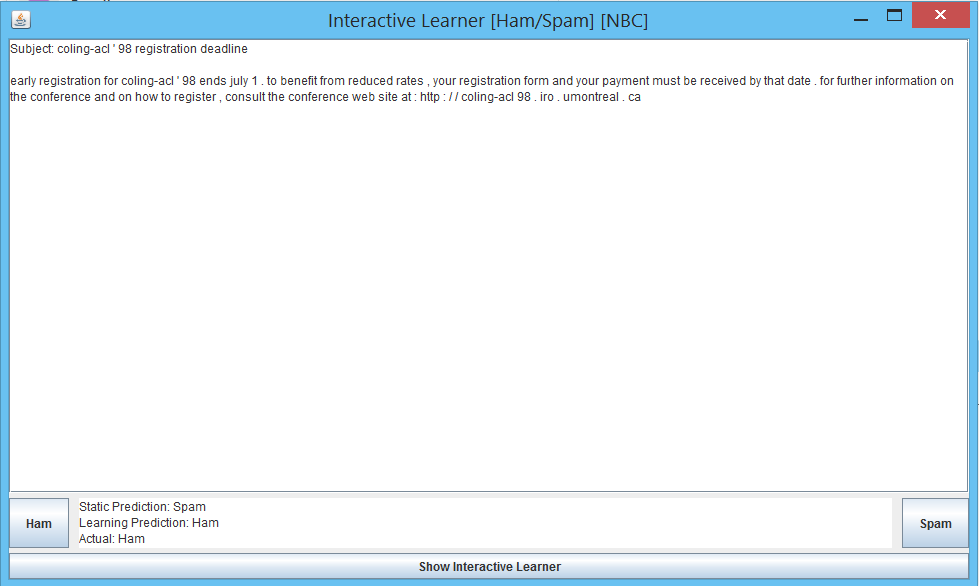 Interactive Learner [Ham/Spam] [NBC]
Subject: coling-acl ' 98 registration deadline
early registration for coling-acl ' 98 ends july 1 . to benefit from reduced rates , your registration form and your payment must be received by that date . for further information on
the conference and on how to register , consult the conference web site at : http : / / coling-acl 98 . iro . umontreal . ca
Ham
Static Prediction: Spam
Learning Prediction: Ham
Actual: Ham
Spam
Show Interactive Learner